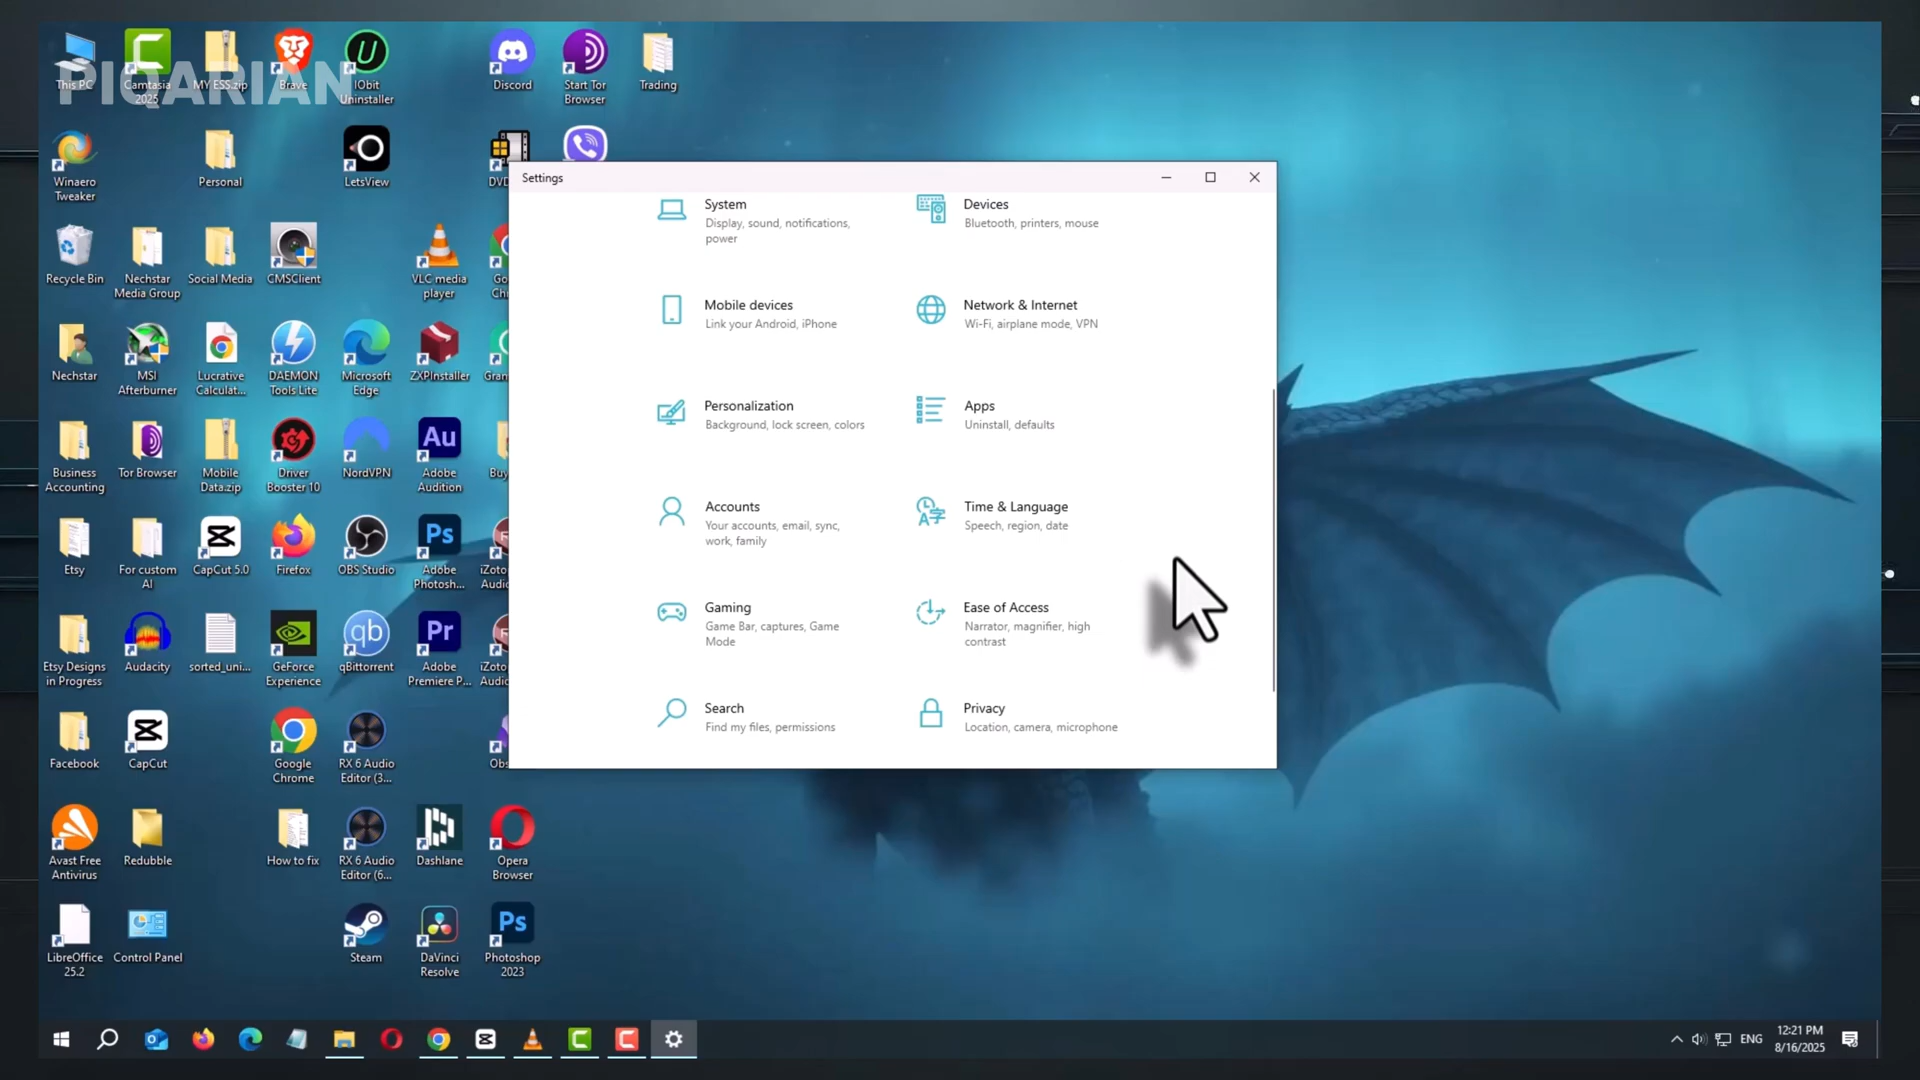 PIQARIAN
This PC
Camtasia
2025
MY ESS.zip
Brave
IObit
Uninstaller
Discord
Start Tor
Browser
Trading
Winaero
Tweaker
Personal
LetsView
DVD
Recycle Bin
Nechstar
Media Group
Social Media
CMSClient
VLC media
player
Go
Ch
Nechstar
MSI
Afterburner
Lucrative
Calculat...
DAEMON
Tools Lite
Microsoft
Edge
ZXPInstaller
Gran
Business
Accounting
Tor Browser
Mobile
Data.zip
Driver
Booster 10
NordVPN
Au
Adobe
Audition
Buy
Etsy
For custom
AI
CapCut 5.0
Firefox
OBS Studio
Ps
Adobe
Photosh...
iZoto
Audi
Etsy Designs
in Progress
Audacity
sorted_uni...
GeForce
Experience
qb
qBittorrent
Pr
Adobe
Premiere P...
iZoto
Audi
Facebook
CapCut
Google
Chrome
RX 6 Audio
Editor (3...
Obs
Avast Free
Antivirus
Redubble
How to fix
RX 6 Audio
Editor (6...
Dashlane
Opera
Browser
LibreOffice
25.2
Control Panel
Steam
DaVinci
Resolve
Ps
Photoshop
2023
Settings
System
Display, sound, notifications,
power
Devices
Bluetooth, printers, mouse
Mobile devices
Link your Android, iPhone
Network & Internet
Wi-Fi, airplane mode, VPN
Personalization
Background, lock screen, colors
Apps
Uninstall, defaults
Accounts
Your accounts, email, sync,
work, family
Time & Language
Speech, region, date
Gaming
Game Bar, captures, Game
Mode
Ease of Access
Narrator, magnifier, high
contrast
Search
Find my files, permissions
Privacy
Location, camera, microphone
ENG
12:21 PM
8/16/2025